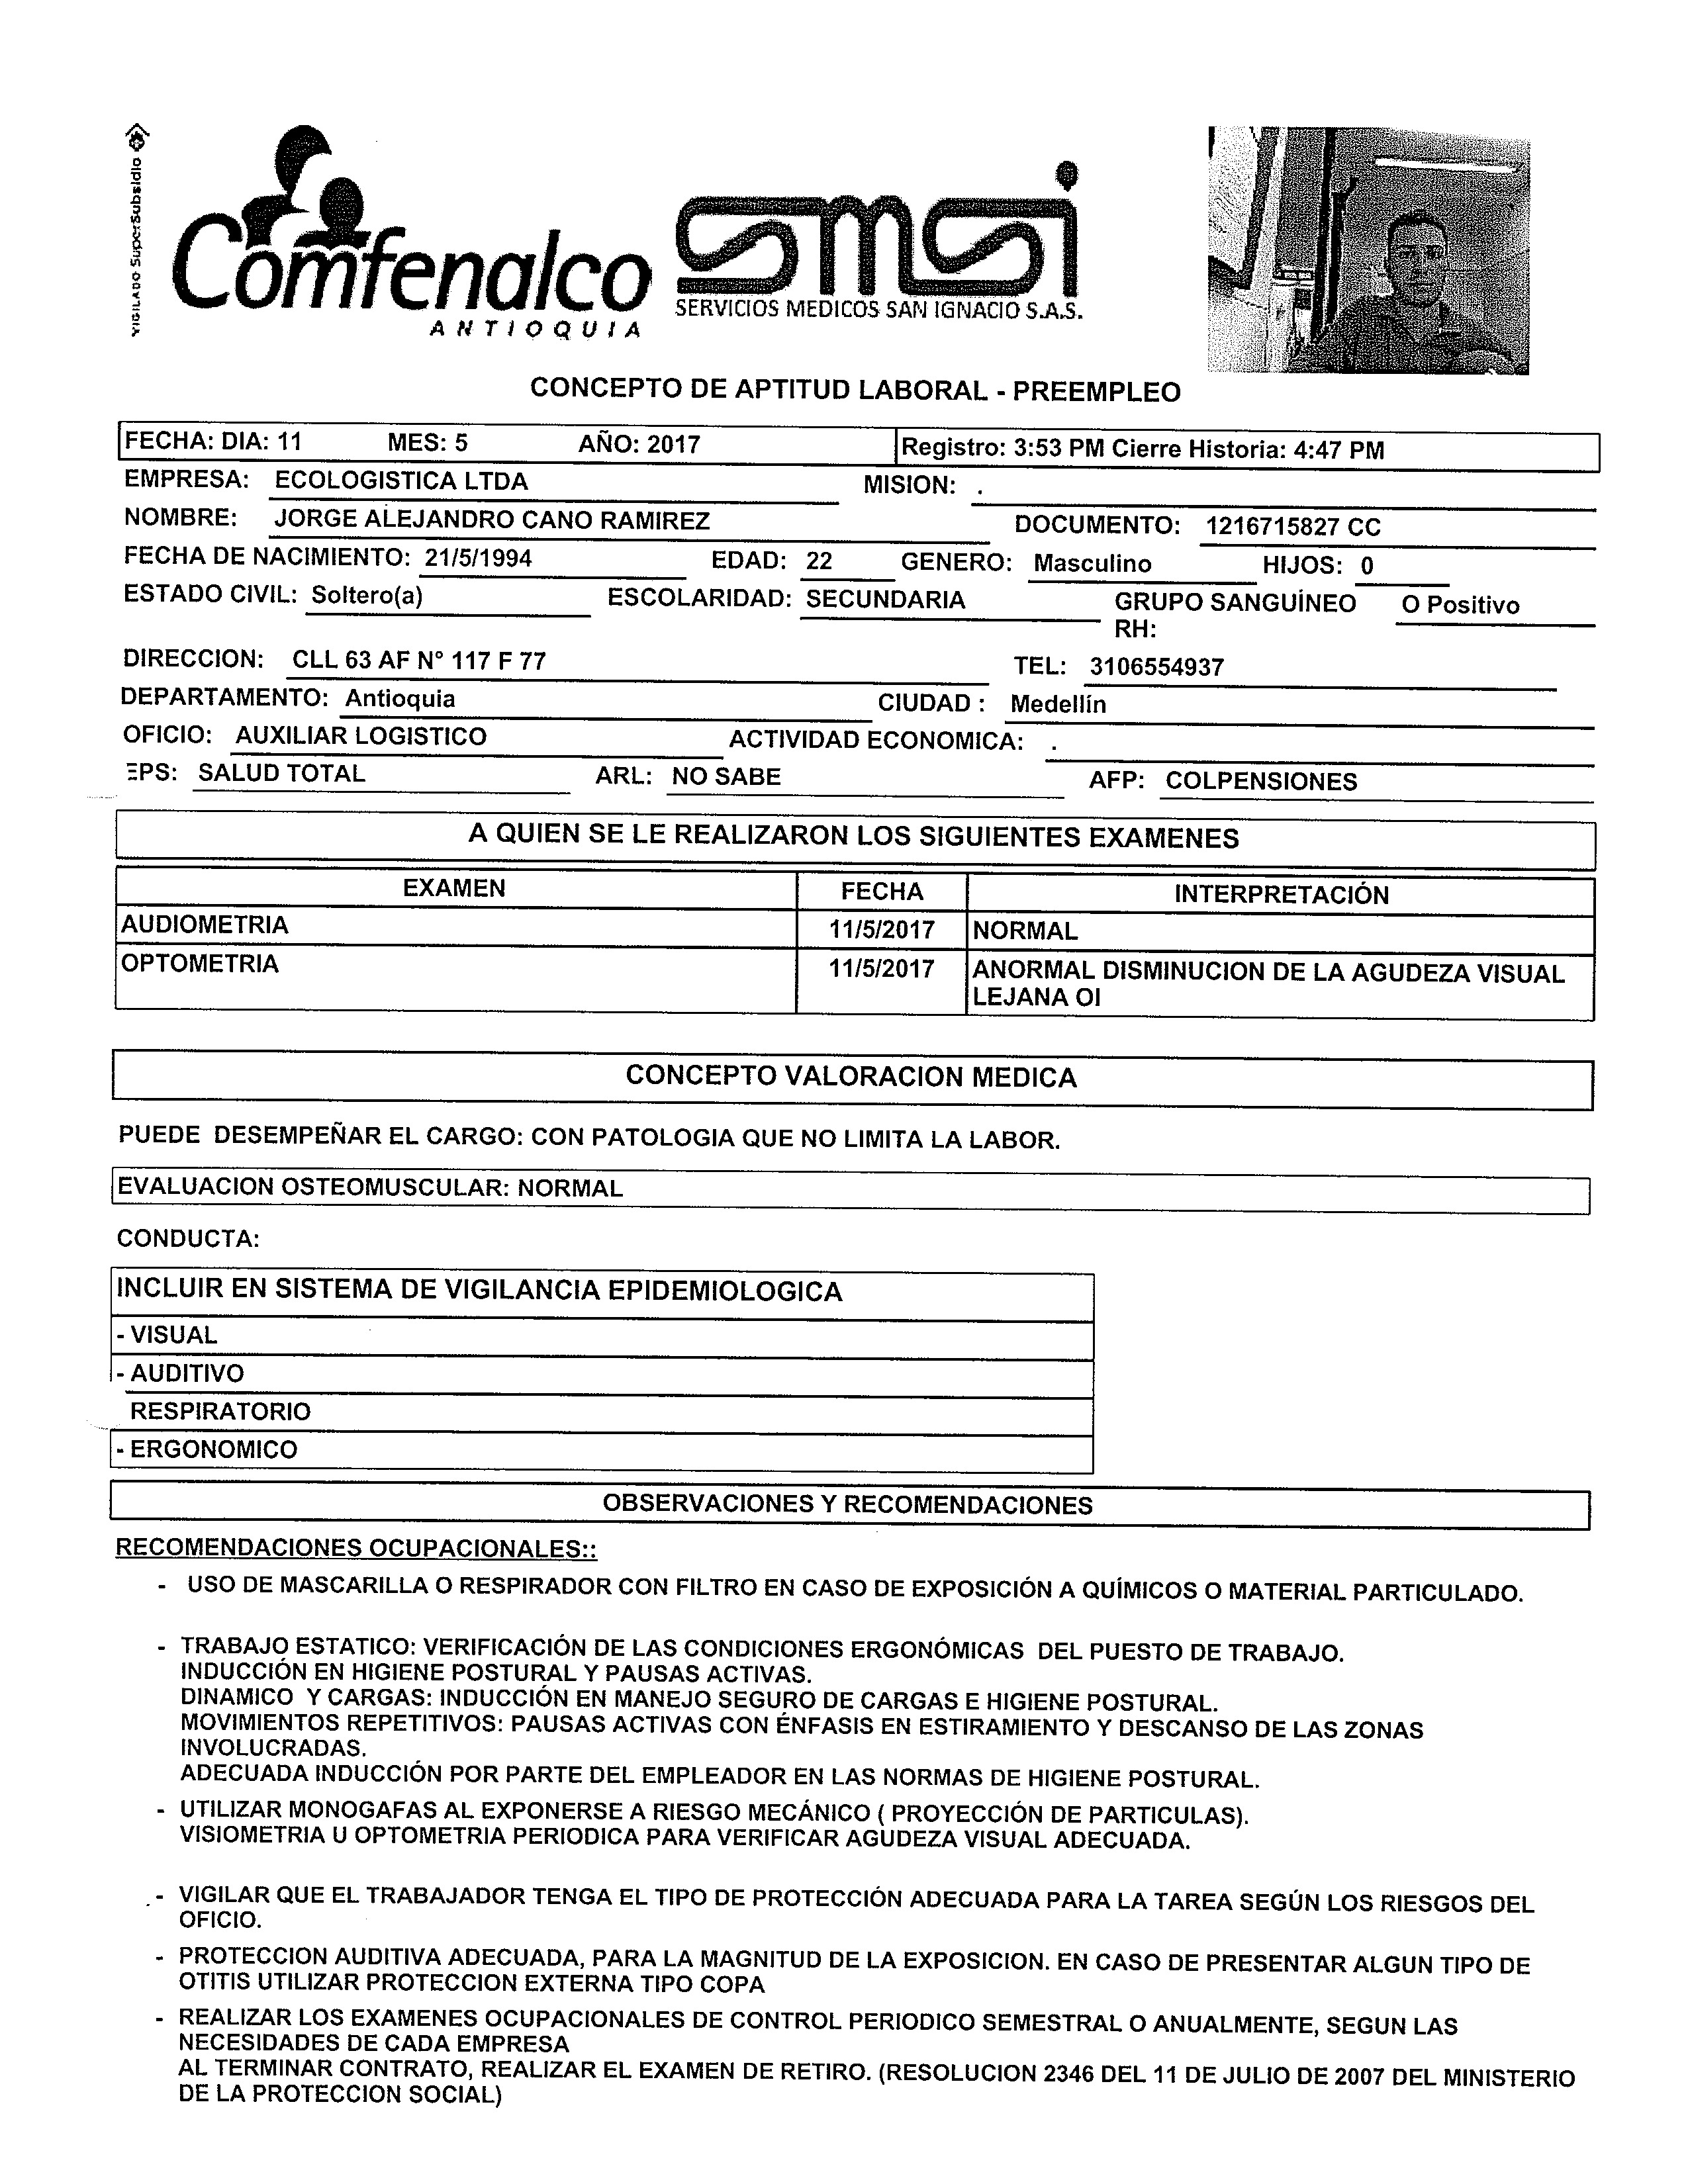 VIGILADO SuperSubsidio
Comfenalco
ANTIOQUIA
smsi
SERVICIOS MEDICOS SAN IGNACIO S.A.S.
CONCEPTO DE APTITUD LABORAL - PREEMPLEO
FECHA: DIA: 11 MES: 5 AÑO: 2017 Registro: 3:53 PM Cierre Historia: 4:47 PM
EMPRESA: ECOLOGISTICA LTDA MISION: .
NOMBRE: JORGE ALEJANDRO CANO RAMIREZ DOCUMENTO: 1216715827 CC
FECHA DE NACIMIENTO: 21/5/1994 EDAD: 22 GENERO: Masculino HIJOS: 0
ESTADO CIVIL: Soltero(a) ESCOLARIDAD: SECUNDARIA GRUPO SANGUÍNEO O Positivo
RH:
DIRECCION: CLL 63 AF N° 117 F 77 TEL: 3106554937
DEPARTAMENTO: Antioquia CIUDAD : Medellín
OFICIO: AUXILIAR LOGISTICO ACTIVIDAD ECONOMICA: .
EPS: SALUD TOTAL ARL: NO SABE AFP: COLPENSIONES
A QUIEN SE LE REALIZARON LOS SIGUIENTES EXAMENES
EXAMEN FECHA INTERPRETACIÓN
AUDIOMETRIA 11/5/2017 NORMAL
OPTOMETRIA 11/5/2017 ANORMAL DISMINUCION DE LA AGUDEZA VISUAL
LEJANA OI
CONCEPTO VALORACION MEDICA
PUEDE DESEMPEÑAR EL CARGO: CON PATOLOGIA QUE NO LIMITA LA LABOR.
EVALUACION OSTEOMUSCULAR: NORMAL
CONDUCTA:
INCLUIR EN SISTEMA DE VIGILANCIA EPIDEMIOLOGICA
- VISUAL
- AUDITIVO
RESPIRATORIO
- ERGONOMICO
OBSERVACIONES Y RECOMENDACIONES
RECOMENDACIONES OCUPACIONALES::
- USO DE MASCARILLA O RESPIRADOR CON FILTRO EN CASO DE EXPOSICIÓN A QUÍMICOS O MATERIAL PARTICULADO.
- TRABAJO ESTATICO: VERIFICACIÓN DE LAS CONDICIONES ERGONÓMICAS DEL PUESTO DE TRABAJO.
INDUCCIÓN EN HIGIENE POSTURAL Y PAUSAS ACTIVAS.
DINAMICO Y CARGAS: INDUCCIÓN EN MANEJO SEGURO DE CARGAS E HIGIENE POSTURAL.
MOVIMIENTOS REPETITIVOS: PAUSAS ACTIVAS CON ÉNFASIS EN ESTIRAMIENTO Y DESCANSO DE LAS ZONAS
INVOLUCRADAS.
ADECUADA INDUCCIÓN POR PARTE DEL EMPLEADOR EN LAS NORMAS DE HIGIENE POSTURAL.
- UTILIZAR MONOGAFAS AL EXPONERSE A RIESGO MECÁNICO ( PROYECCIÓN DE PARTICULAS).
VISIOMETRIA U OPTOMETRIA PERIODICA PARA VERIFICAR AGUDEZA VISUAL ADECUADA.
- VIGILAR QUE EL TRABAJADOR TENGA EL TIPO DE PROTECCIÓN ADECUADA PARA LA TAREA SEGÚN LOS RIESGOS DEL
OFICIO.
- PROTECCION AUDITIVA ADECUADA, PARA LA MAGNITUD DE LA EXPOSICION. EN CASO DE PRESENTAR ALGUN TIPO DE
OTITIS UTILIZAR PROTECCION EXTERNA TIPO COPA
- REALIZAR LOS EXAMENES OCUPACIONALES DE CONTROL PERIODICO SEMESTRAL O ANUALMENTE, SEGUN LAS
NECESIDADES DE CADA EMPRESA
AL TERMINAR CONTRATO, REALIZAR EL EXAMEN DE RETIRO. (RESOLUCION 2346 DEL 11 DE JULIO DE 2007 DEL MINISTERIO
DE LA PROTECCION SOCIAL)